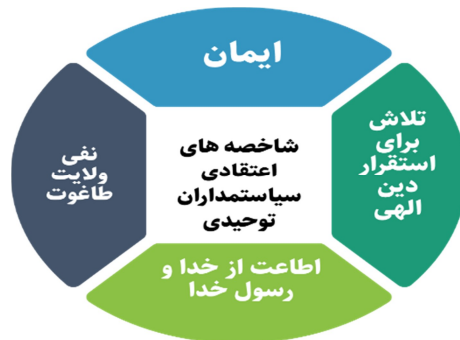 ایمان
تلاش
برای
استقرار
دین
الهی
شاخصه های
اعتقادی
سیاستمداران
توحیدی
نفی
ولایت
طاغوت
اطاعت از خدا و
رسول خدا